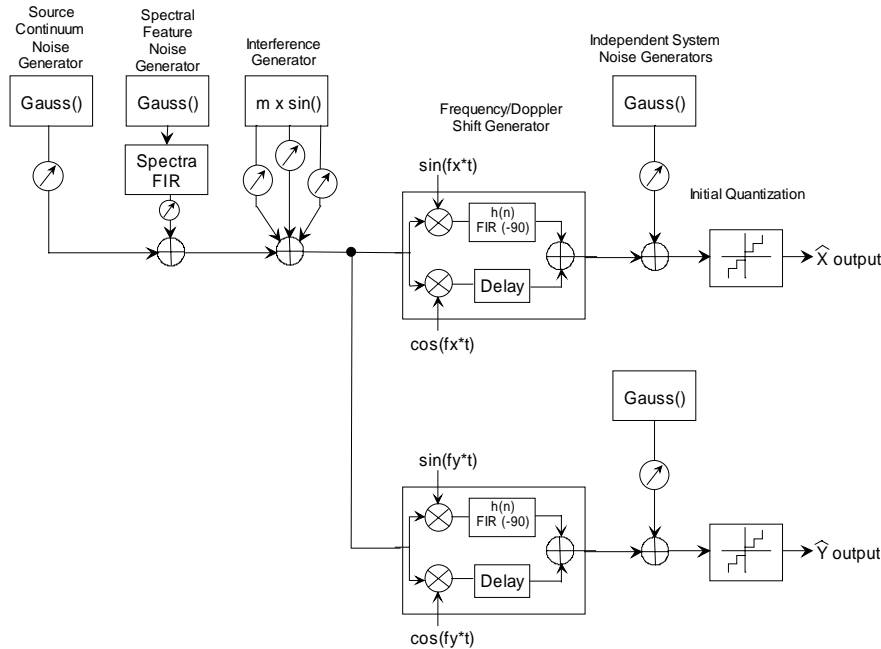 Source
Continuum
Noise
Generator
Spectral
Feature
Noise
Generator
Interference
Generator
Independent System
Noise Generators
Gauss()
Gauss()
m x sin()
Gauss()
Frequency/Doppler
Shift Generator
Spectra
FIR
sin(fx*t)
Initial Quantization
h(n)
FIR (-90)
Delay
X̂ output
cos(fx*t)
Gauss()
sin(fy*t)
h(n)
FIR (-90)
Delay
Ŷ output
cos(fy*t)